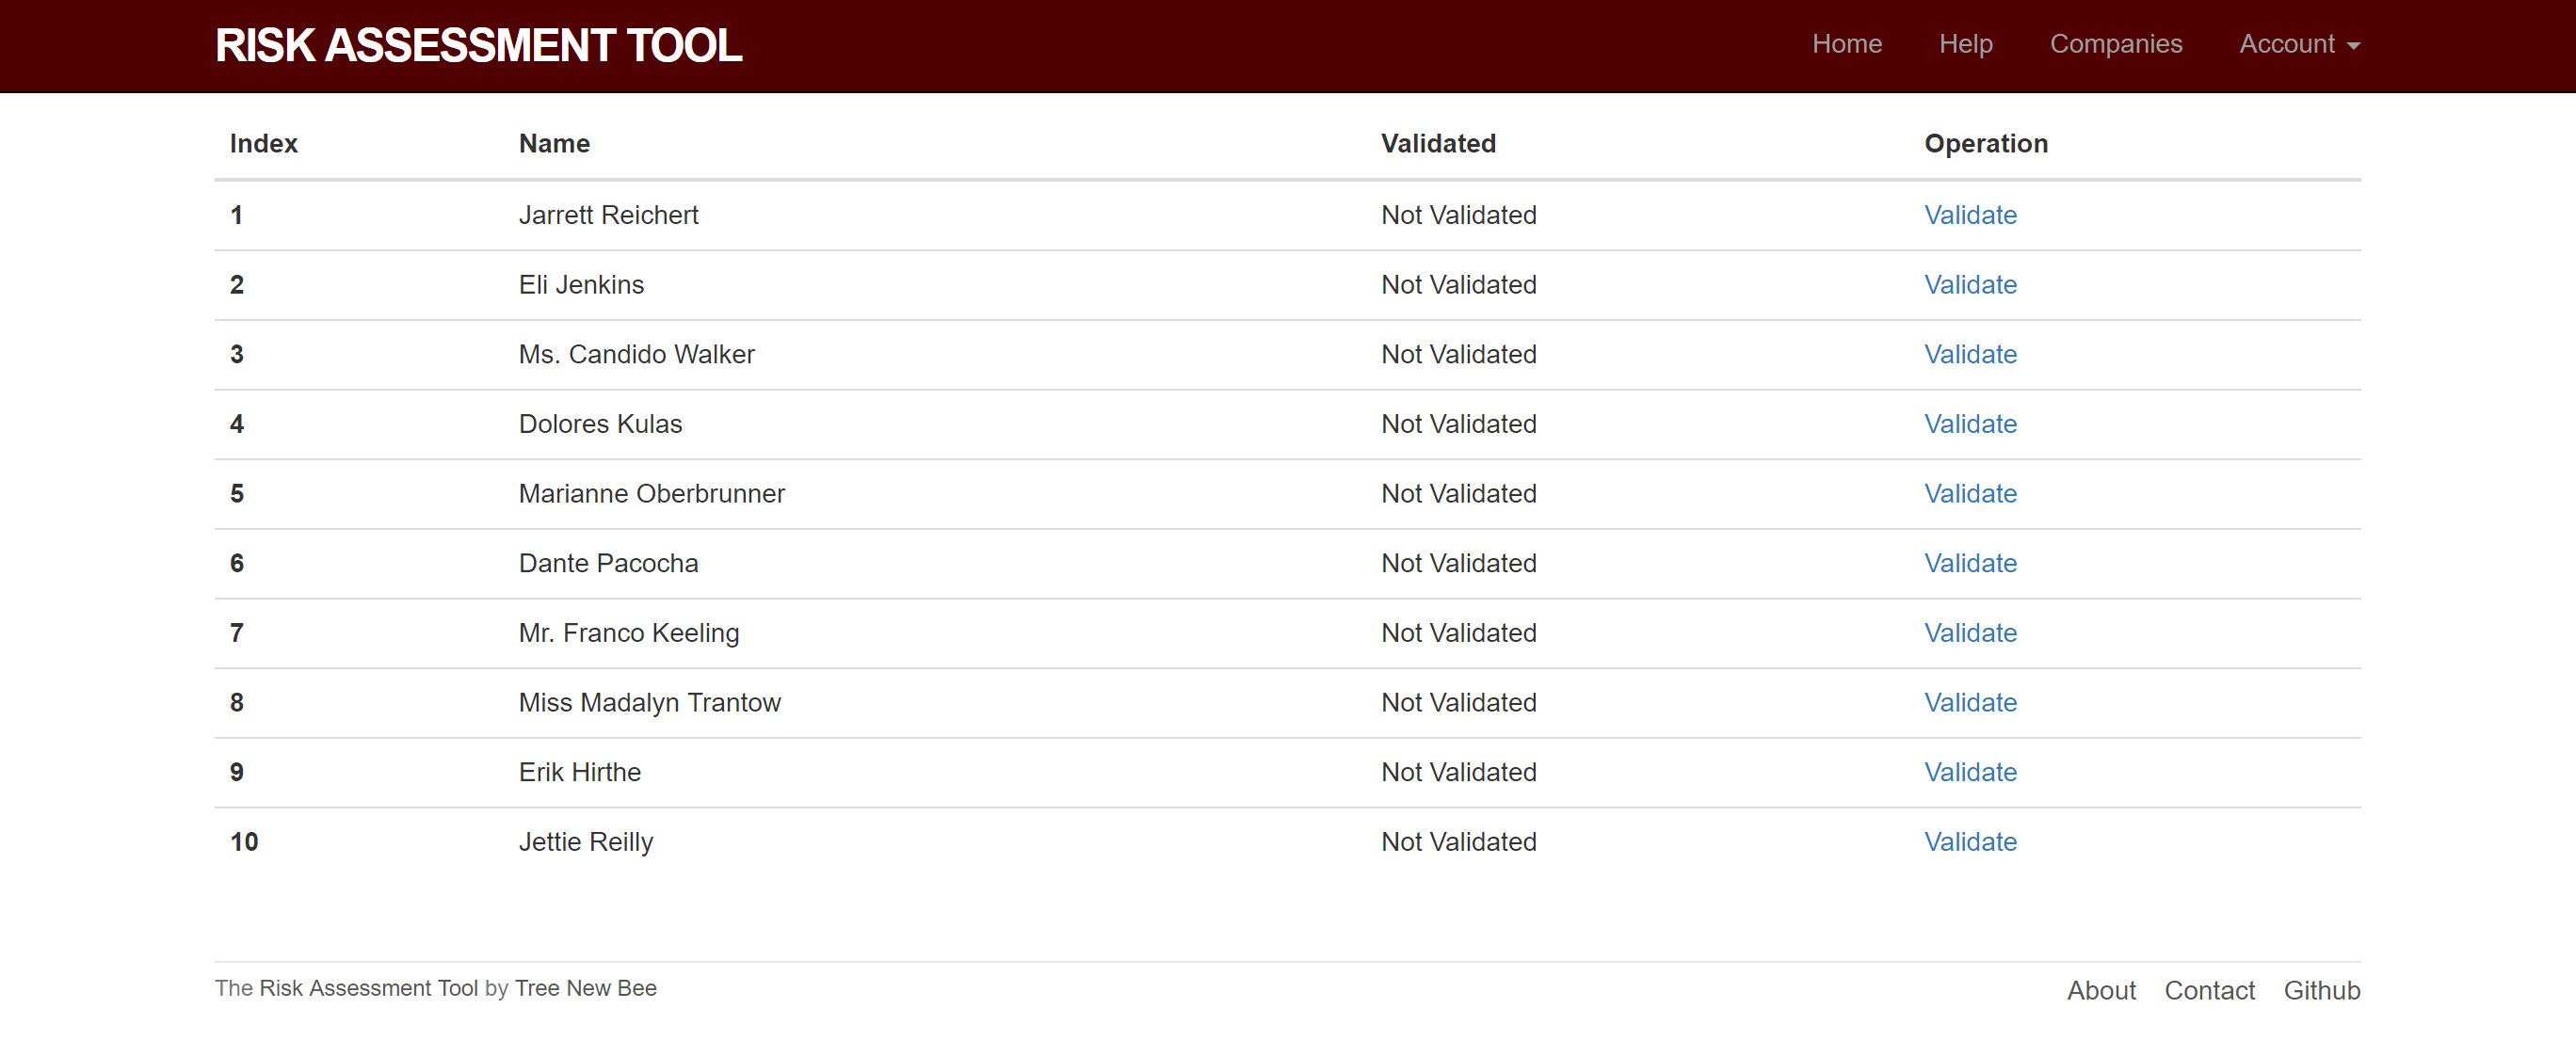 RISK ASSESSMENT TOOL Home Help Companies Account
Index Name Validated Operation
1 Jarrett Reichert Not Validated Validate
2 Eli Jenkins Not Validated Validate
3 Ms. Candido Walker Not Validated Validate
4 Dolores Kulas Not Validated Validate
5 Marianne Oberbrunner Not Validated Validate
6 Dante Pacocha Not Validated Validate
7 Mr. Franco Keeling Not Validated Validate
8 Miss Madalyn Trantow Not Validated Validate
9 Erik Hirthe Not Validated Validate
10 Jettie Reilly Not Validated Validate
The Risk Assessment Tool by Tree New Bee About Contact Github